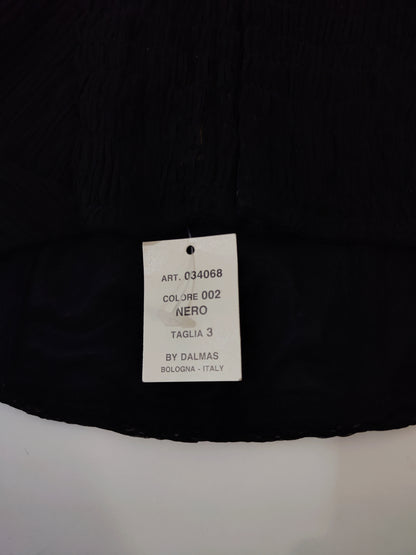 ART. 034068
COLORE 002
NERO
TAGLIA 3
BY DALMAS
BOLOGNA - ITALY